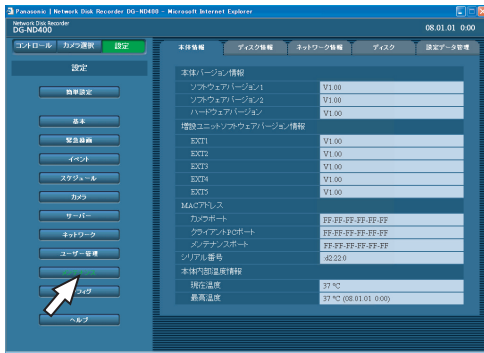 Panasonic | Network Disk Recorder DG-ND400 - Microsoft Internet Explorer
Network Disk Recorder
DG-ND400
08.01.01 0:00
コントロール カメラ選択 設定
本体情報 ディスク情報 ネットワーク情報 ディスク 設定データ管理
設定
簡単設定
基本
緊急録画
イベント
スケジュール
カメラ
サーバー
ネットワーク
ユーザー管理
ヘルプ
本体バージョン情報
ソフトウェアバージョン1 V1.00
ソフトウェアバージョン2 V1.00
ハードウェアバージョン V1.00
増設ユニットソフトウェアバージョン情報
EXT1 V1.00
EXT2 V1.00
EXT3 V1.00
EXT4 V1.00
EXT5 V1.00
MACアドレス
カメラポート FF-FF-FF-FF-FF-FF
クライアントPCポート FF-FF-FF-FF-FF-FF
メンテナンスポート FF-FF-FF-FF-FF-FF
シリアル番号
本体内部温度情報
現在温度 37 ℃
最高温度 37 ℃ (08.01.01 0:00)